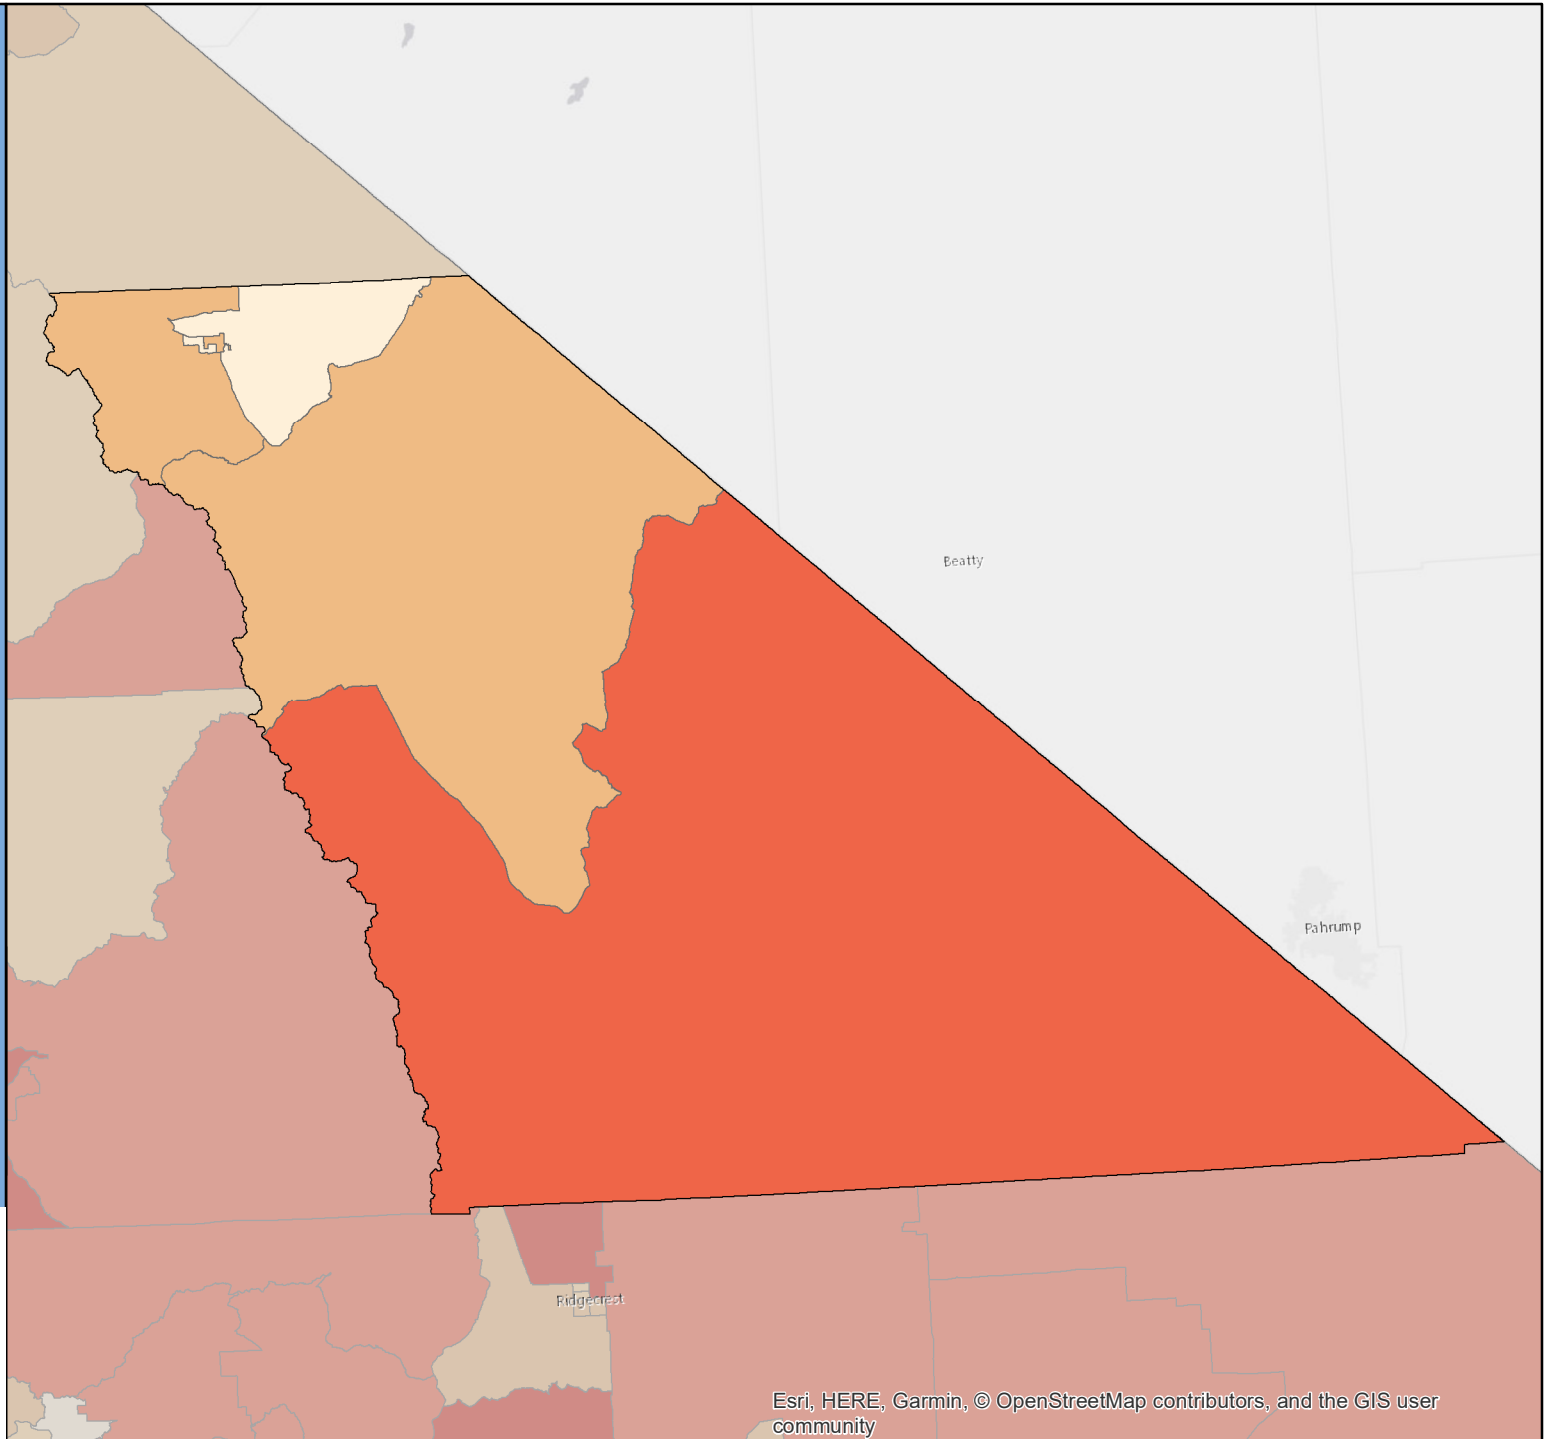 Beatty
Pahrump
Ridgecrest
Esri, HERE, Garmin, © OpenStreetMap contributors, and the GIS user
community